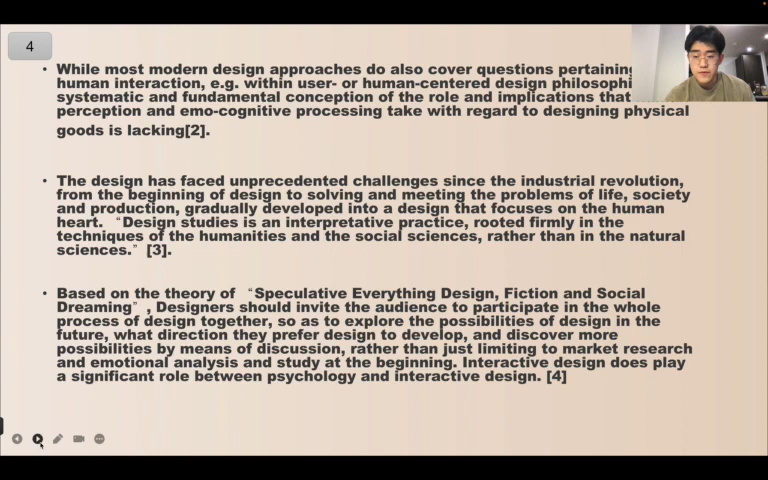 4
• While most modern design approaches do also cover questions pertaining
human interaction, e.g. within user- or human-centered design
systematic and fundamental conception of the role and implications that
perception and emo-cognitive processing take with regard to designing physical
goods is lacking[2].
• The design has faced unprecedented challenges since the industrial revolution,
from the beginning of design to solving and meeting the problems of life, society
and production, gradually developed into a design that focuses on the human
heart. “Design studies is an interpretative practice, rooted firmly in the
techniques of the humanities and the social sciences, rather than in the natural
sciences.” [3].
• Based on the theory of “Speculative Everything Design, Fiction and Social
Dreaming” , Designers should invite the audience to participate in the whole
process of design together, so as to explore the possibilities of design in the
future, what direction they prefer design to develop, and discover more
possibilities by means of discussion, rather than just limiting to market research
and emotional analysis and study at the beginning. Interactive design does play
a significant role between psychology and interactive design. [4]